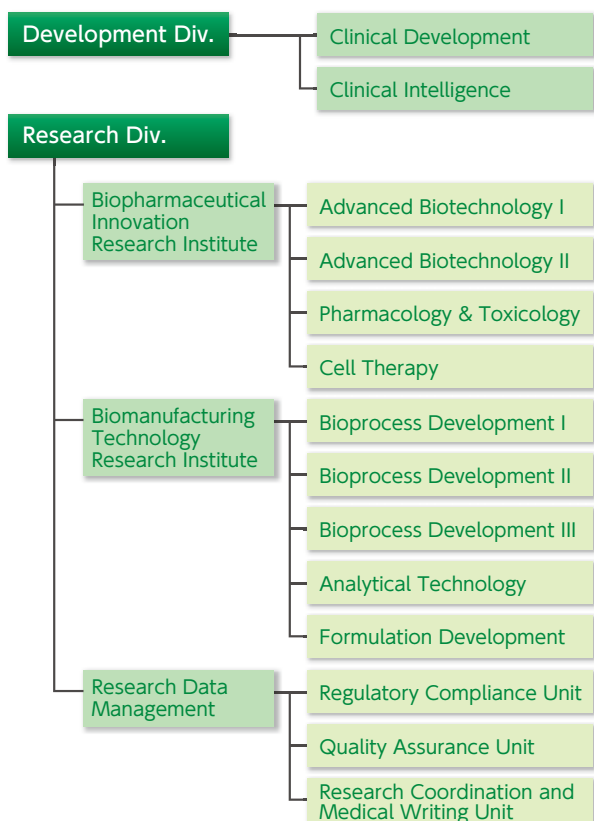 Development Div.
Clinical Development
Clinical Intelligence
Research Div.
Biopharmaceutical
Innovation
Research Institute
Advanced Biotechnology I
Advanced Biotechnology II
Pharmacology & Toxicology
Cell Therapy
Biomanufacturing
Technology
Research Institute
Bioprocess Development I
Bioprocess Development II
Bioprocess Development III
Analytical Technology
Formulation Development
Research Data
Management
Regulatory Compliance Unit
Quality Assurance Unit
Research Coordination and
Medical Writing Unit